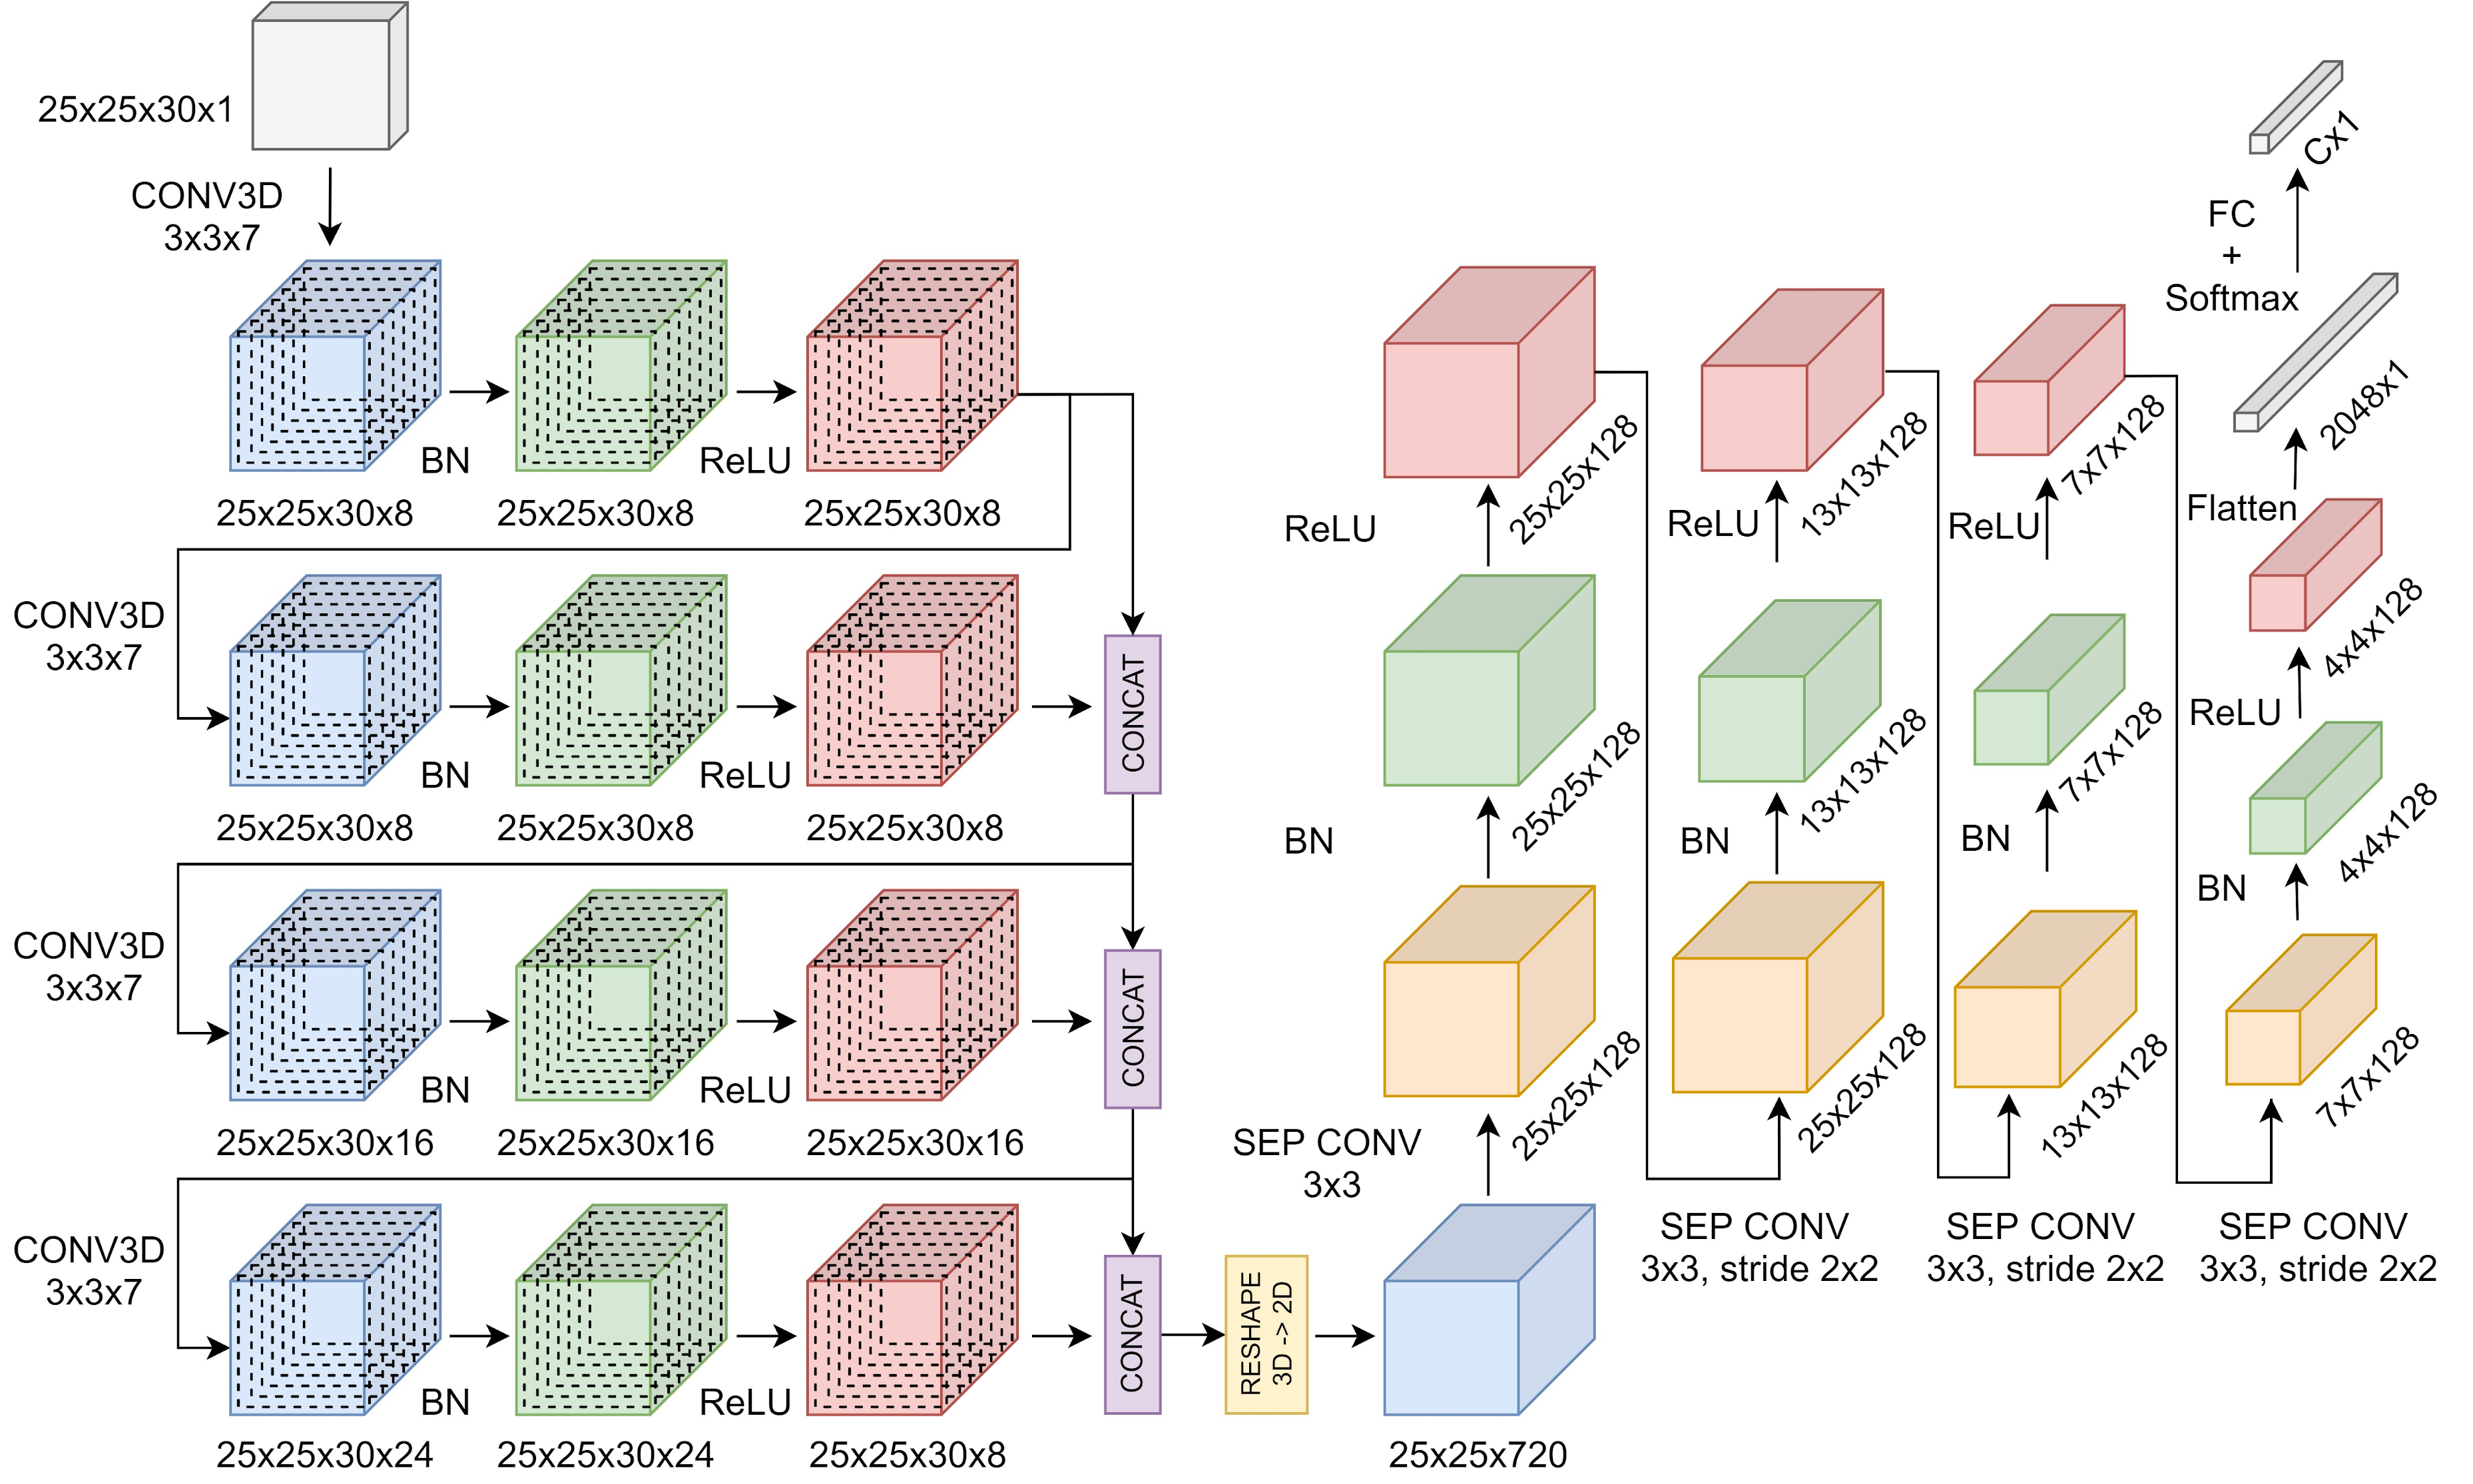 25x25x30x1
CONV3D
3x3x7
BN
ReLU
25x25x30x8
25x25x30x8
25x25x30x8
CONV3D
3x3x7
BN
ReLU
CONCAT
25x25x30x8
25x25x30x8
25x25x30x8
CONV3D
3x3x7
BN
ReLU
CONCAT
25x25x30x16
25x25x30x16
25x25x30x16
CONV3D
3x3x7
BN
ReLU
CONCAT
RESHAPE
3D -> 2D
25x25x30x24
25x25x30x24
25x25x30x8
25x25x720
SEP CONV
3x3
25x25x128
BN
25x25x128
ReLU
25x25x128
SEP CONV
3x3, stride 2x2
25x25x128
BN
13x13x128
ReLU
13x13x128
SEP CONV
3x3, stride 2x2
13x13x128
BN
7x7x128
ReLU
7x7x128
SEP CONV
3x3, stride 2x2
7x7x128
BN
4x4x128
ReLU
4x4x128
Flatten
2048x1
FC
+
Softmax
Cx1